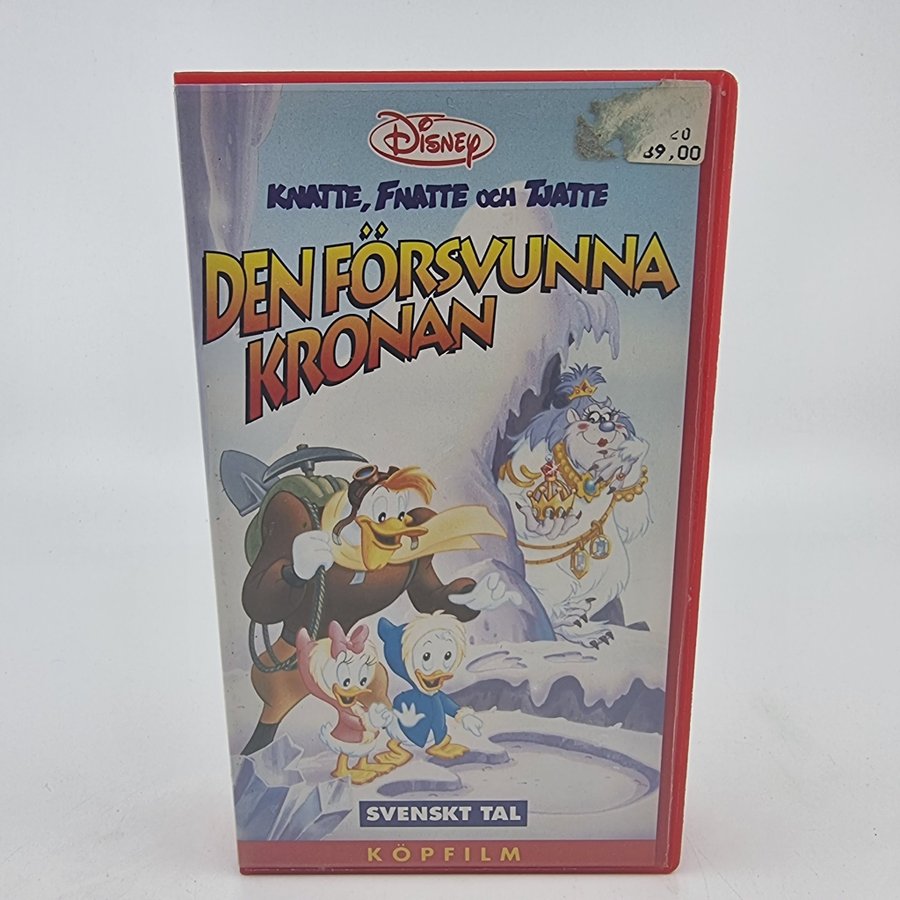 Disney
KNATTE, FNATTE OCH TJATTE
DEN FÖRSVUNNA
KRONAN
SVENSKT TAL
KÖPFILM